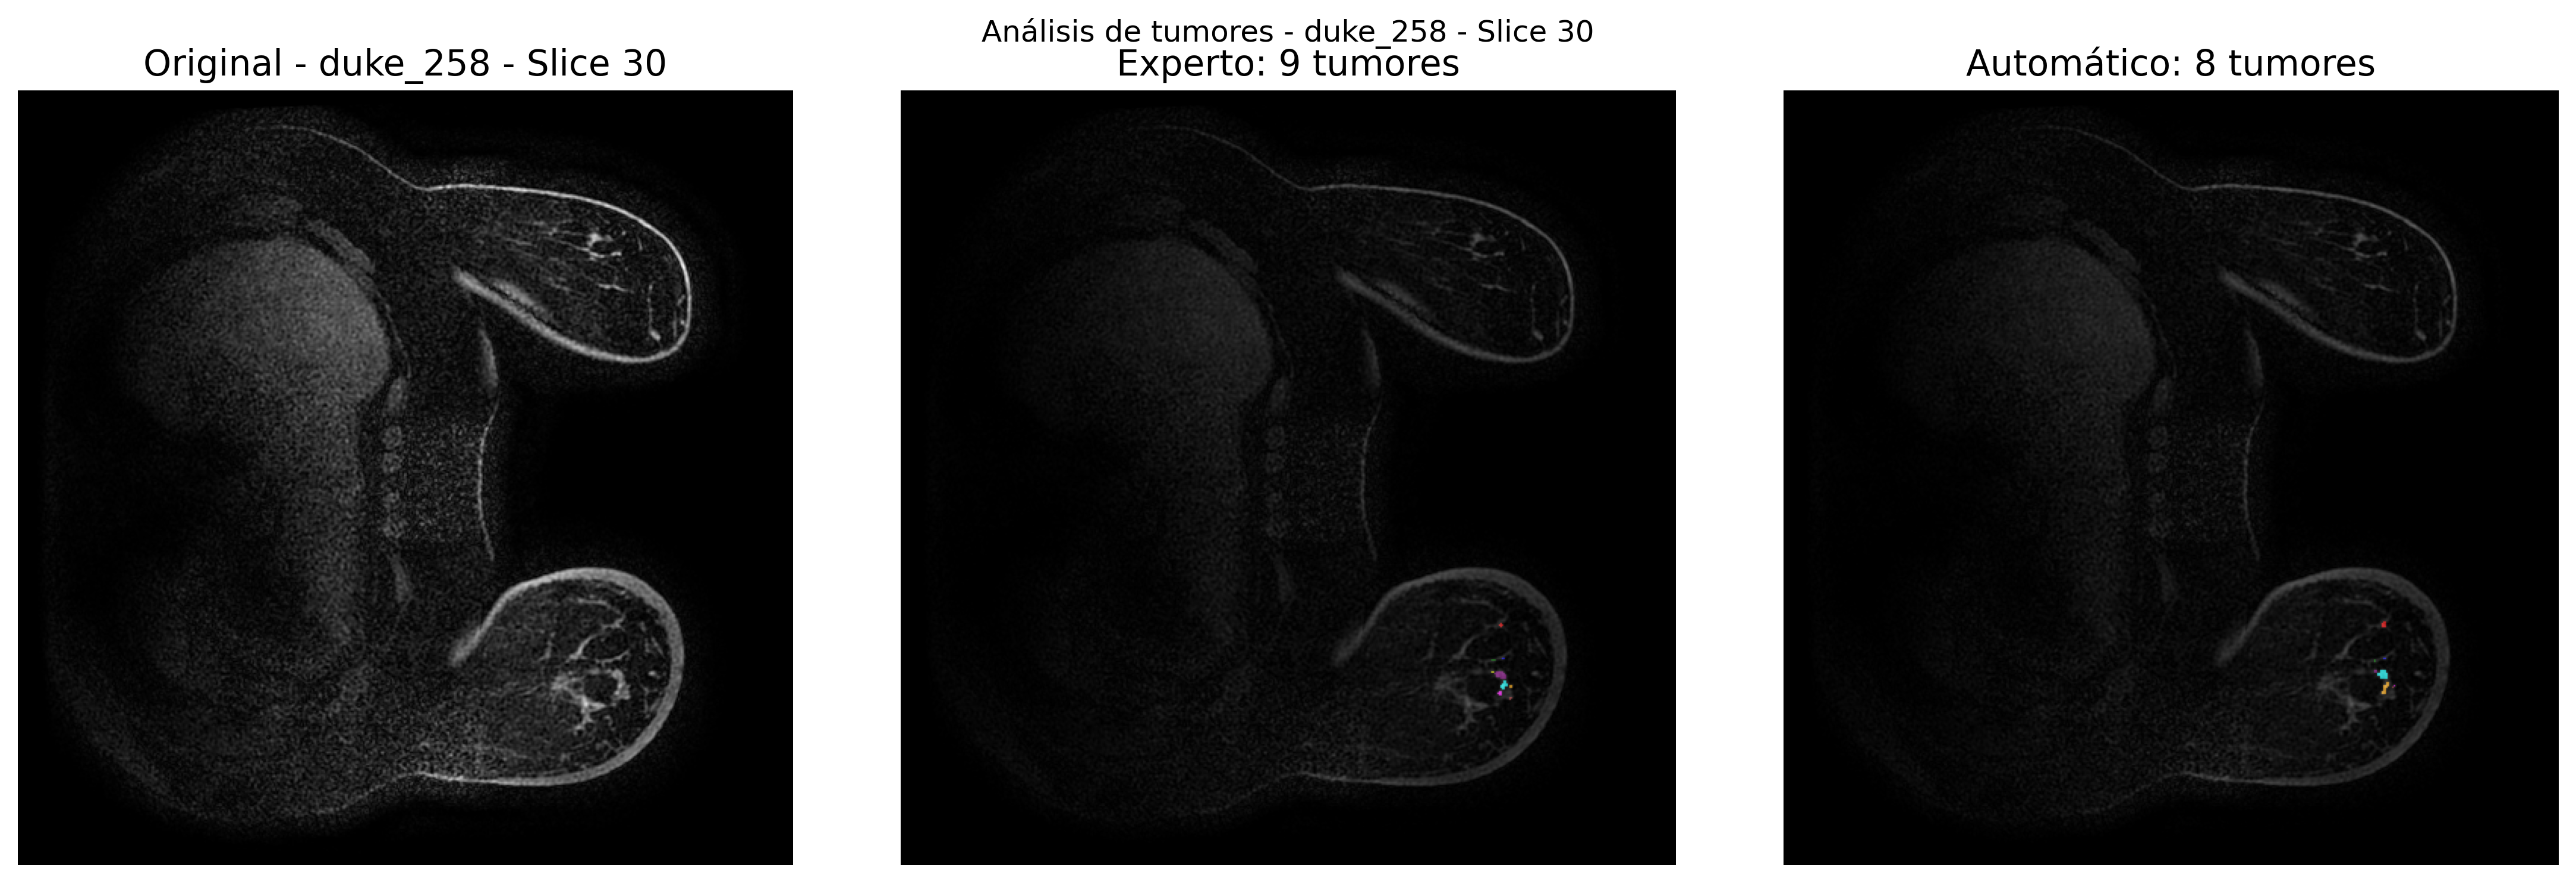 Análisis de tumores - duke_258 - Slice 30
Original - duke_258 - Slice 30
Experto: 9 tumores
Automático: 8 tumores